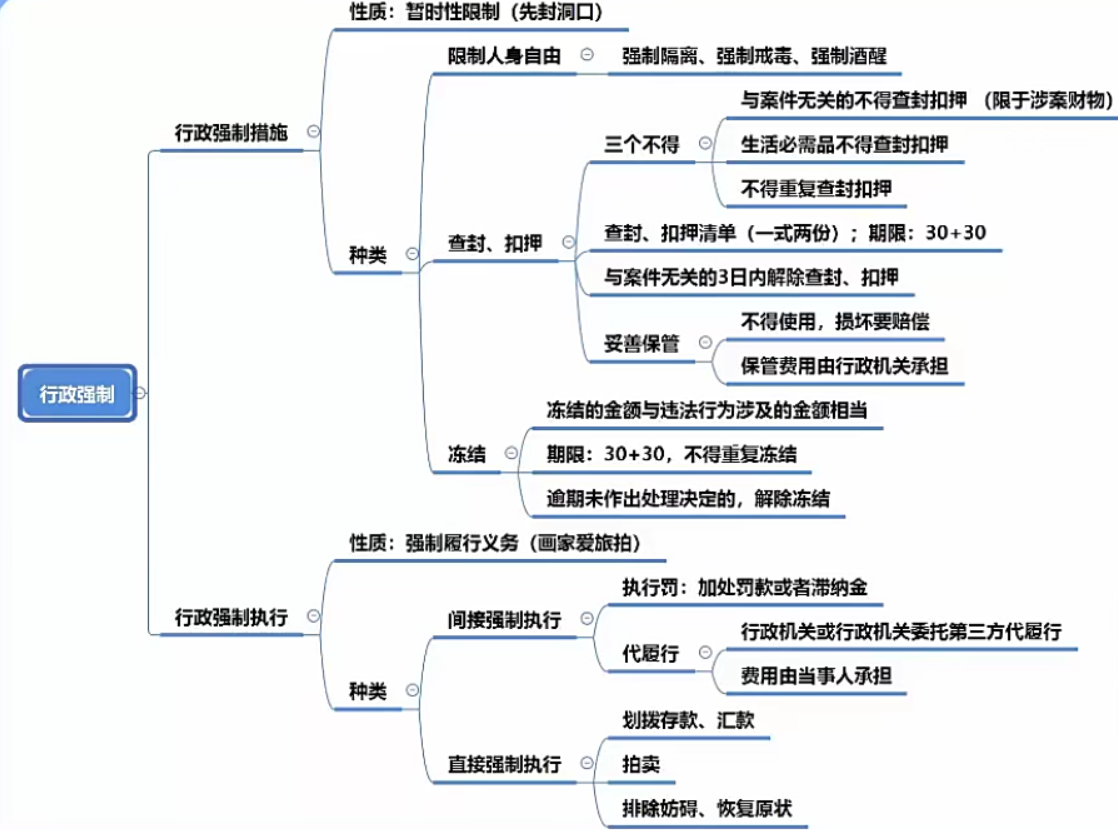 性质：暂时性限制（先封洞口）
限制人身自由
强制隔离、强制戒毒、强制酒醒
与案件无关的不得查封扣押 （限于涉案财物）
行政强制措施
三个不得
生活必需品不得查封扣押
不得重复查封扣押
种类
查封、扣押
查封、扣押清单（一式两份）；期限：30+30
与案件无关的3日内解除查封、扣押
妥善保管
不得使用，损坏要赔偿
保管费用由行政机关承担
行政强制
冻结
冻结的金额与违法行为涉及的金额相当
期限：30+30，不得重复冻结
逾期未作出处理决定的，解除冻结
性质：强制履行义务（画家爱旅拍）
行政强制执行
间接强制执行
执行罚：加处罚款或者滞纳金
代履行
行政机关或行政机关委托第三方代履行
费用由当事人承担
种类
直接强制执行
划拨存款、汇款
拍卖
排除妨碍、恢复原状